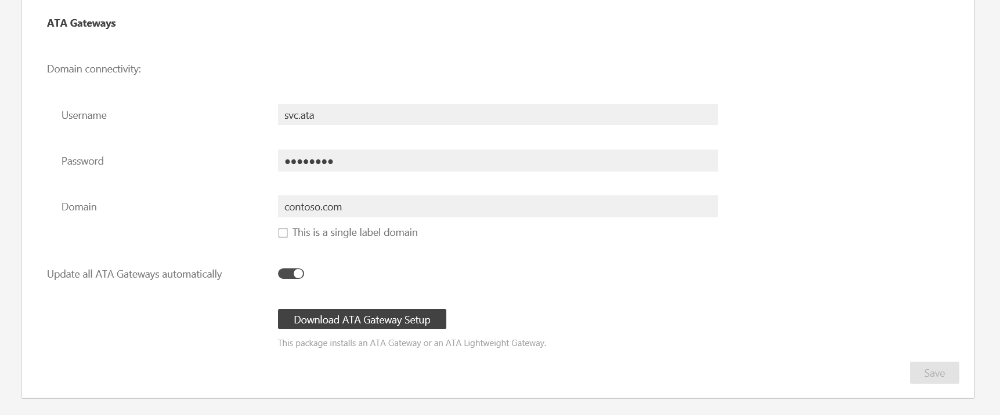 ATA Gateways
Domain connectivity:
Username
svc.ata
Password
●●●●●●●●
Domain
contoso.com
This is a single label domain
Update all ATA Gateways automatically
Download ATA Gateway Setup
This package installs an ATA Gateway or an ATA Lightweight Gateway.
Save